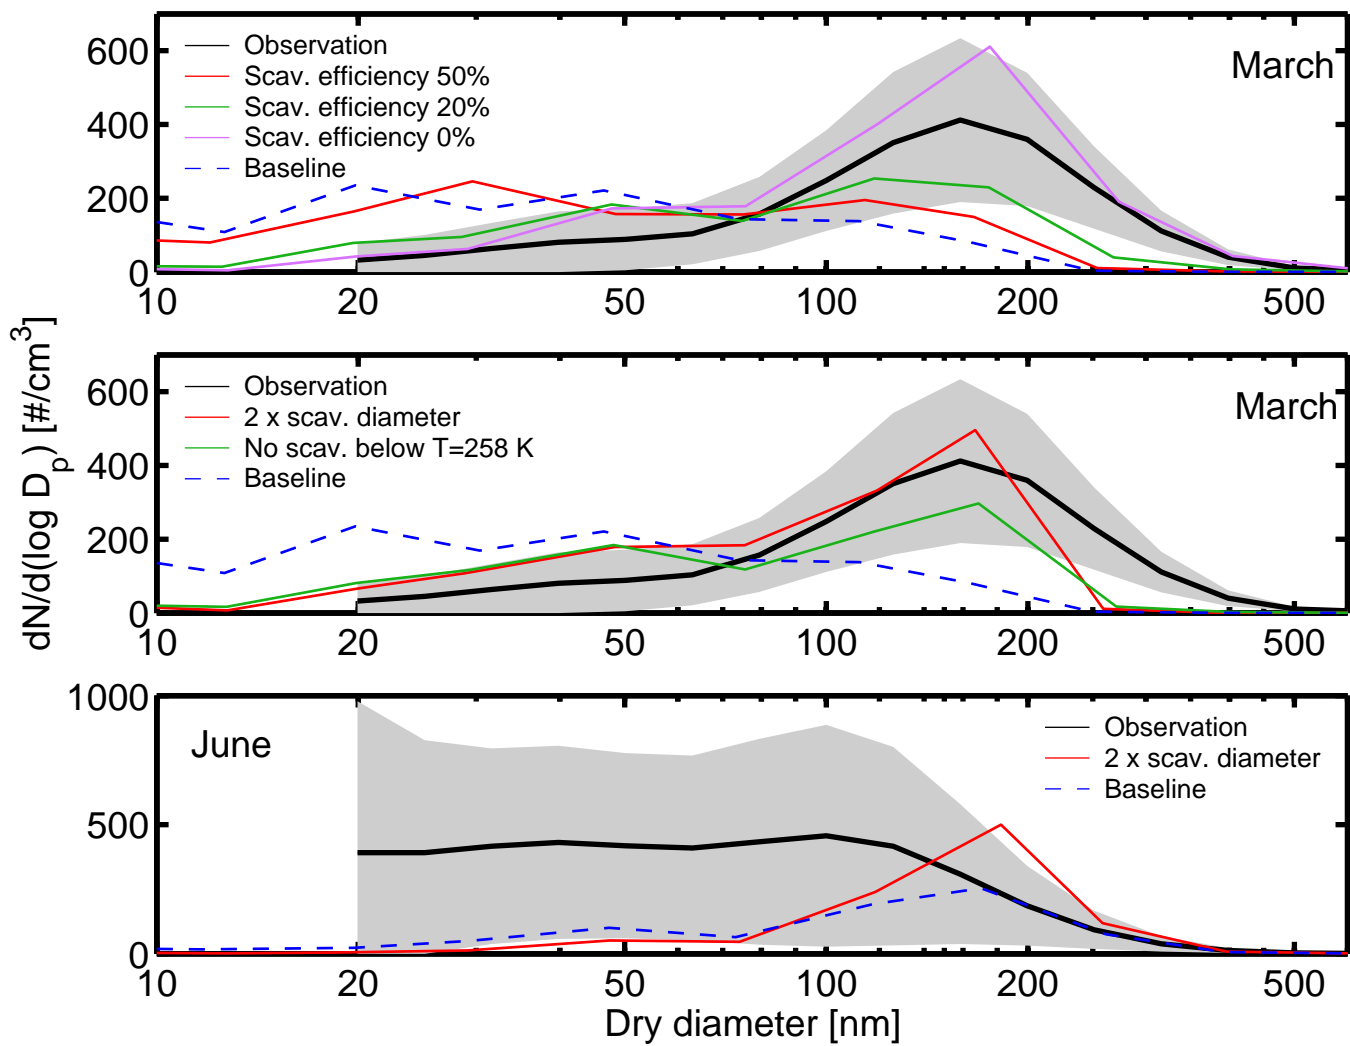 600
400
200
0
Observation
Scav. efficiency 50%
Scav. efficiency 20%
Scav. efficiency 0%
Baseline
March
10 20 50 100 200 500
dN/d(log D_p) [#/cm^3]
600
400
200
0
Observation
2 x scav. diameter
No scav. below T=258 K
Baseline
March
10 20 50 100 200 500
1000
500
0
June
Observation
2 x scav. diameter
Baseline
10 20 50 100 200 500
Dry diameter [nm]